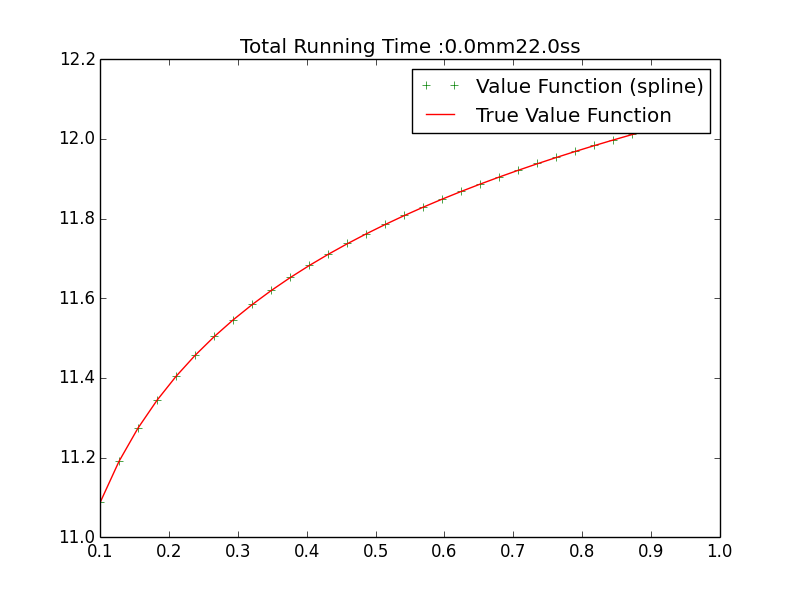 Total Running Time :0.0mm22.0ss
12.2
Value Function (spline)
True Value Function
12.0
11.8
11.6
11.4
11.2
11.0
0.1 0.2 0.3 0.4 0.5 0.6 0.7 0.8 0.9 1.0